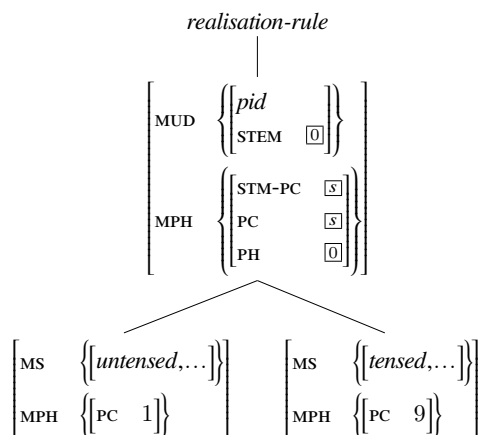 realisation-rule
MUD {[pid
STEM 0]}
MPH {[STM-PC s
PC s
PH 0]}
MS {[untensed,…]} MS {[tensed,…]}
MPH {[PC 1]} MPH {[PC 9]}